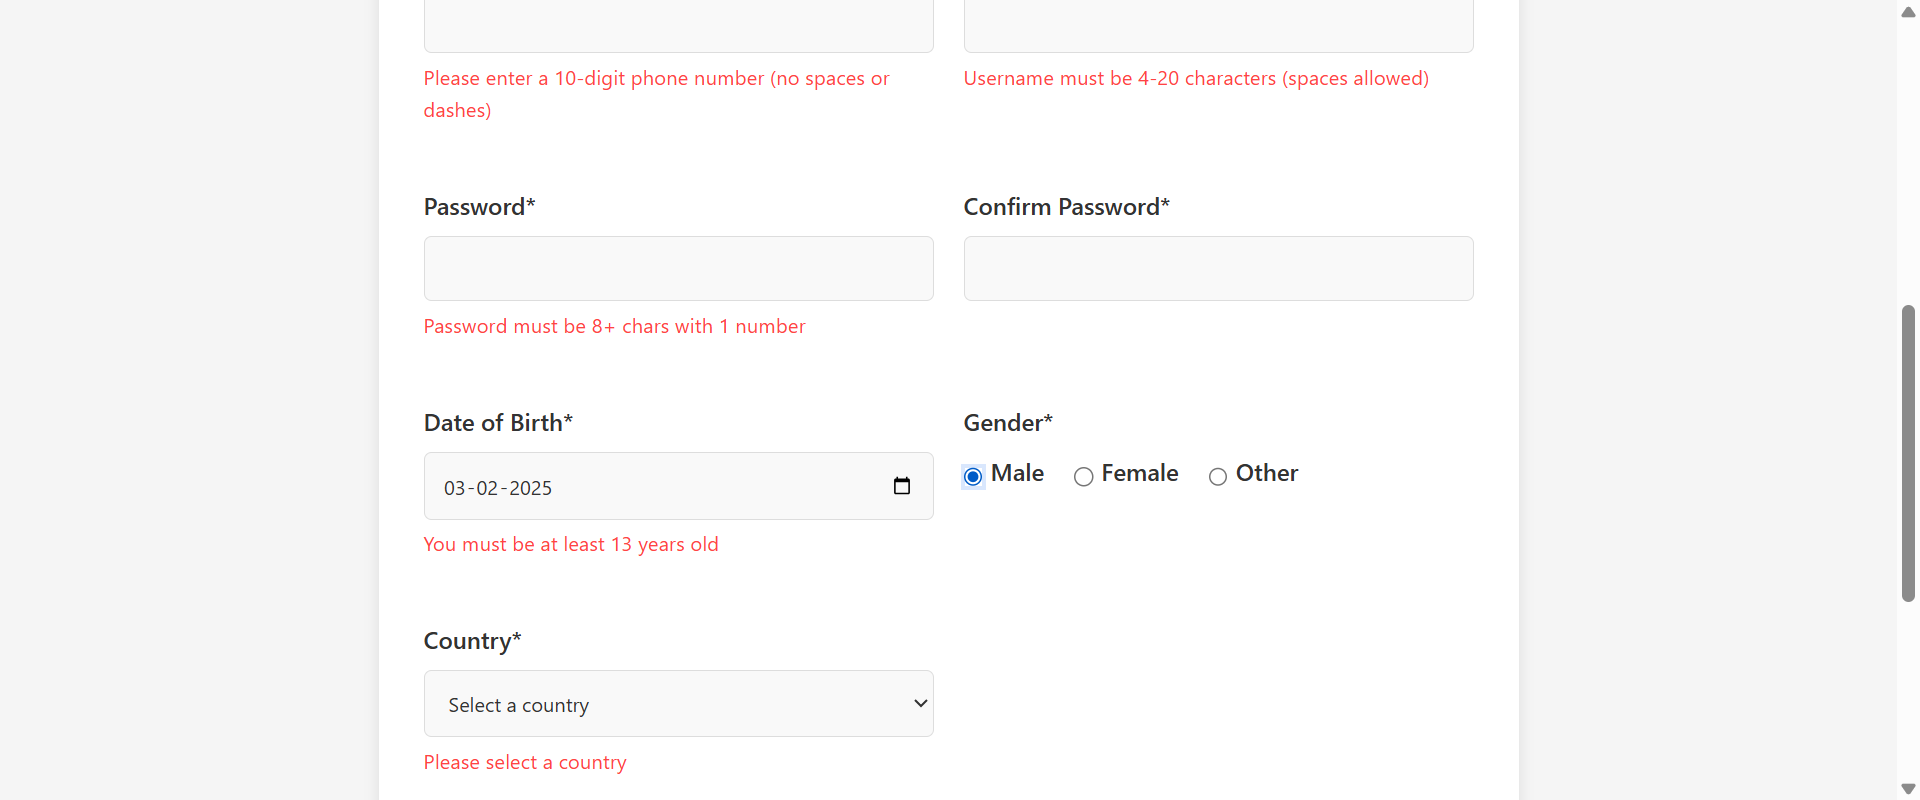 Please enter a 10-digit phone number (no spaces or
dashes)
Username must be 4-20 characters (spaces allowed)
Password*
Confirm Password*
Password must be 8+ chars with 1 number
Date of Birth*
Gender*
03-02-2025
Male
Female
Other
You must be at least 13 years old
Country*
Select a country
Please select a country